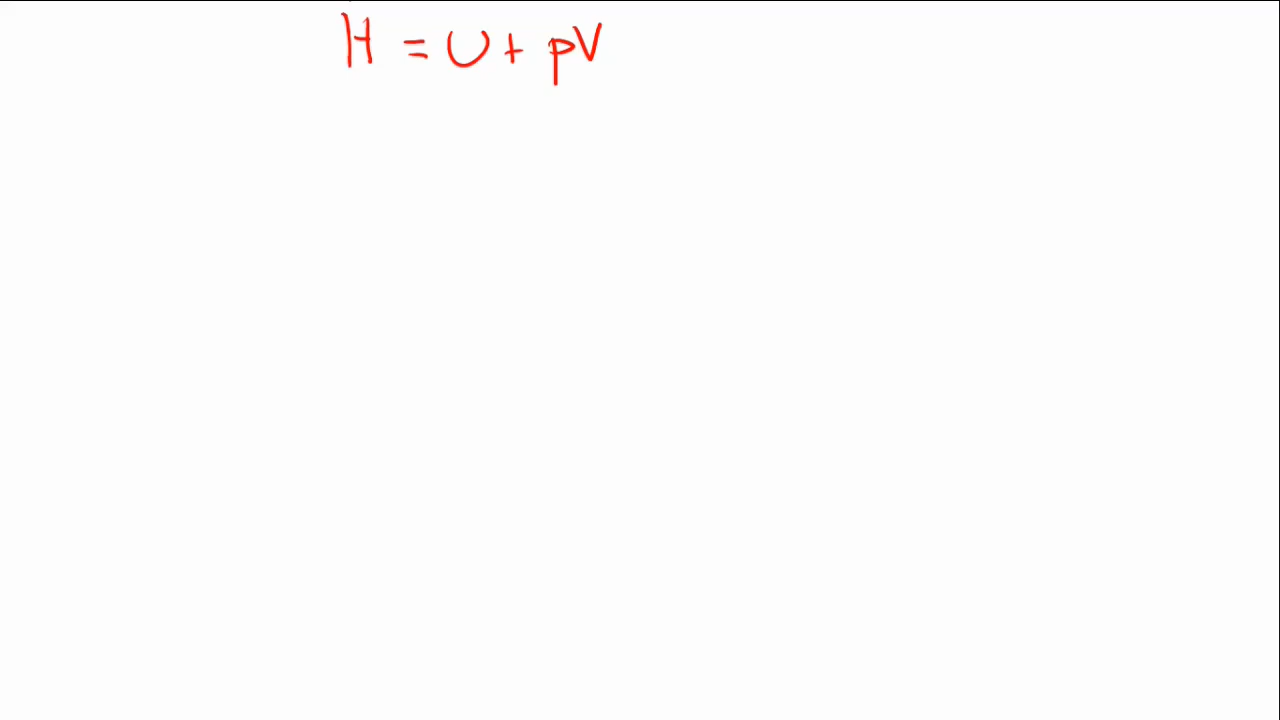 H = U + pV